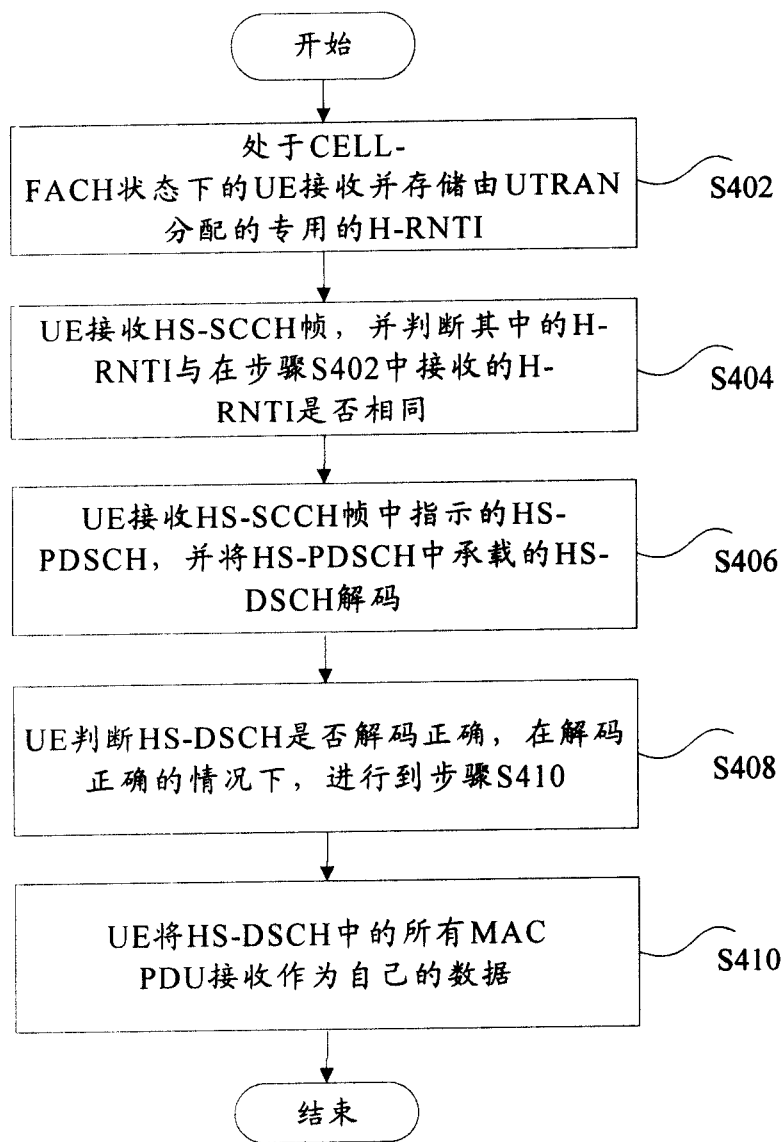 开始
处于CELL-
FACH状态下的UE接收并存储由UTRAN
分配的专用的H-RNTI
S402
UE接收HS-SCCH帧，并判断其中的H-
RNTI与在步骤S402中接收的H-
RNTI是否相同
S404
UE接收HS-SCCH帧中指示的HS-
PDSCH，并将HS-PDSCH中承载的HS-
DSCH解码
S406
UE判断HS-DSCH是否解码正确，在解码
正确的情况下，进行到步骤S410
S408
UE将HS-DSCH中的所有MAC
PDU接收作为自己的数据
S410
结束